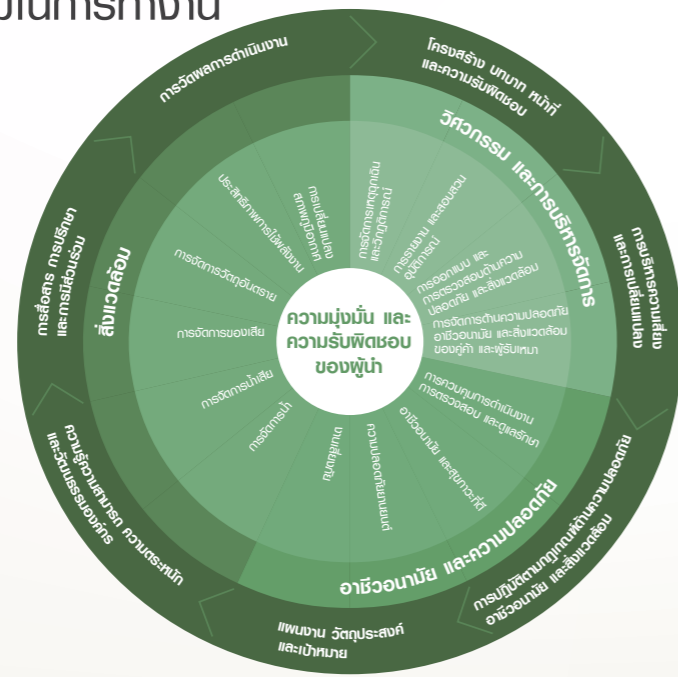 ในการทำงาน
ความมุ่งมั่น และ
ความรับผิดชอบ
ของผู้นำ
โครงสร้าง บทบาท หน้าที่
และความรับผิดชอบ
การบริหารความเสี่ยง
และการเปลี่ยนแปลง
การปฏิบัติตามกฎเกณฑ์ด้านความปลอดภัย
อาชีวอนามัย และสิ่งแวดล้อม
แผนงาน วัตถุประสงค์
และเป้าหมาย
ความรู้ความสามารถ ความตระหนัก
และวัฒนธรรมองค์กร
การสื่อสาร การปรึกษา
และการมีส่วนร่วม
การวัดผลการดำเนินงาน
วิศวกรรม และการบริหารจัดการ
การจัดการเหตุฉุกเฉิน
และวิกฤติการณ์
การรายงาน และสอบสวน
อุบัติการณ์
การออกแบบ และ
การตรวจสอบด้านความ
ปลอดภัย และสิ่งแวดล้อม
การจัดการด้านความปลอดภัย
อาชีวอนามัย และสิ่งแวดล้อม
ของคู่ค้า และผู้รับเหมา
อาชีวอนามัย และความปลอดภัย
การควบคุมการดำเนินงาน
การตรวจสอบ และดูแลรักษา
อาชีวอนามัย และสุขภาวะที่ดี
ความปลอดภัยยานยนต์
สิ่งแวดล้อม
การจัดการน้ำ
การจัดการน้ำเสีย
การจัดการของเสีย
การจัดการวัตถุอันตราย
ประสิทธิภาพการใช้พลังงาน
การเปลี่ยนแปลง
สภาพภูมิอากาศ